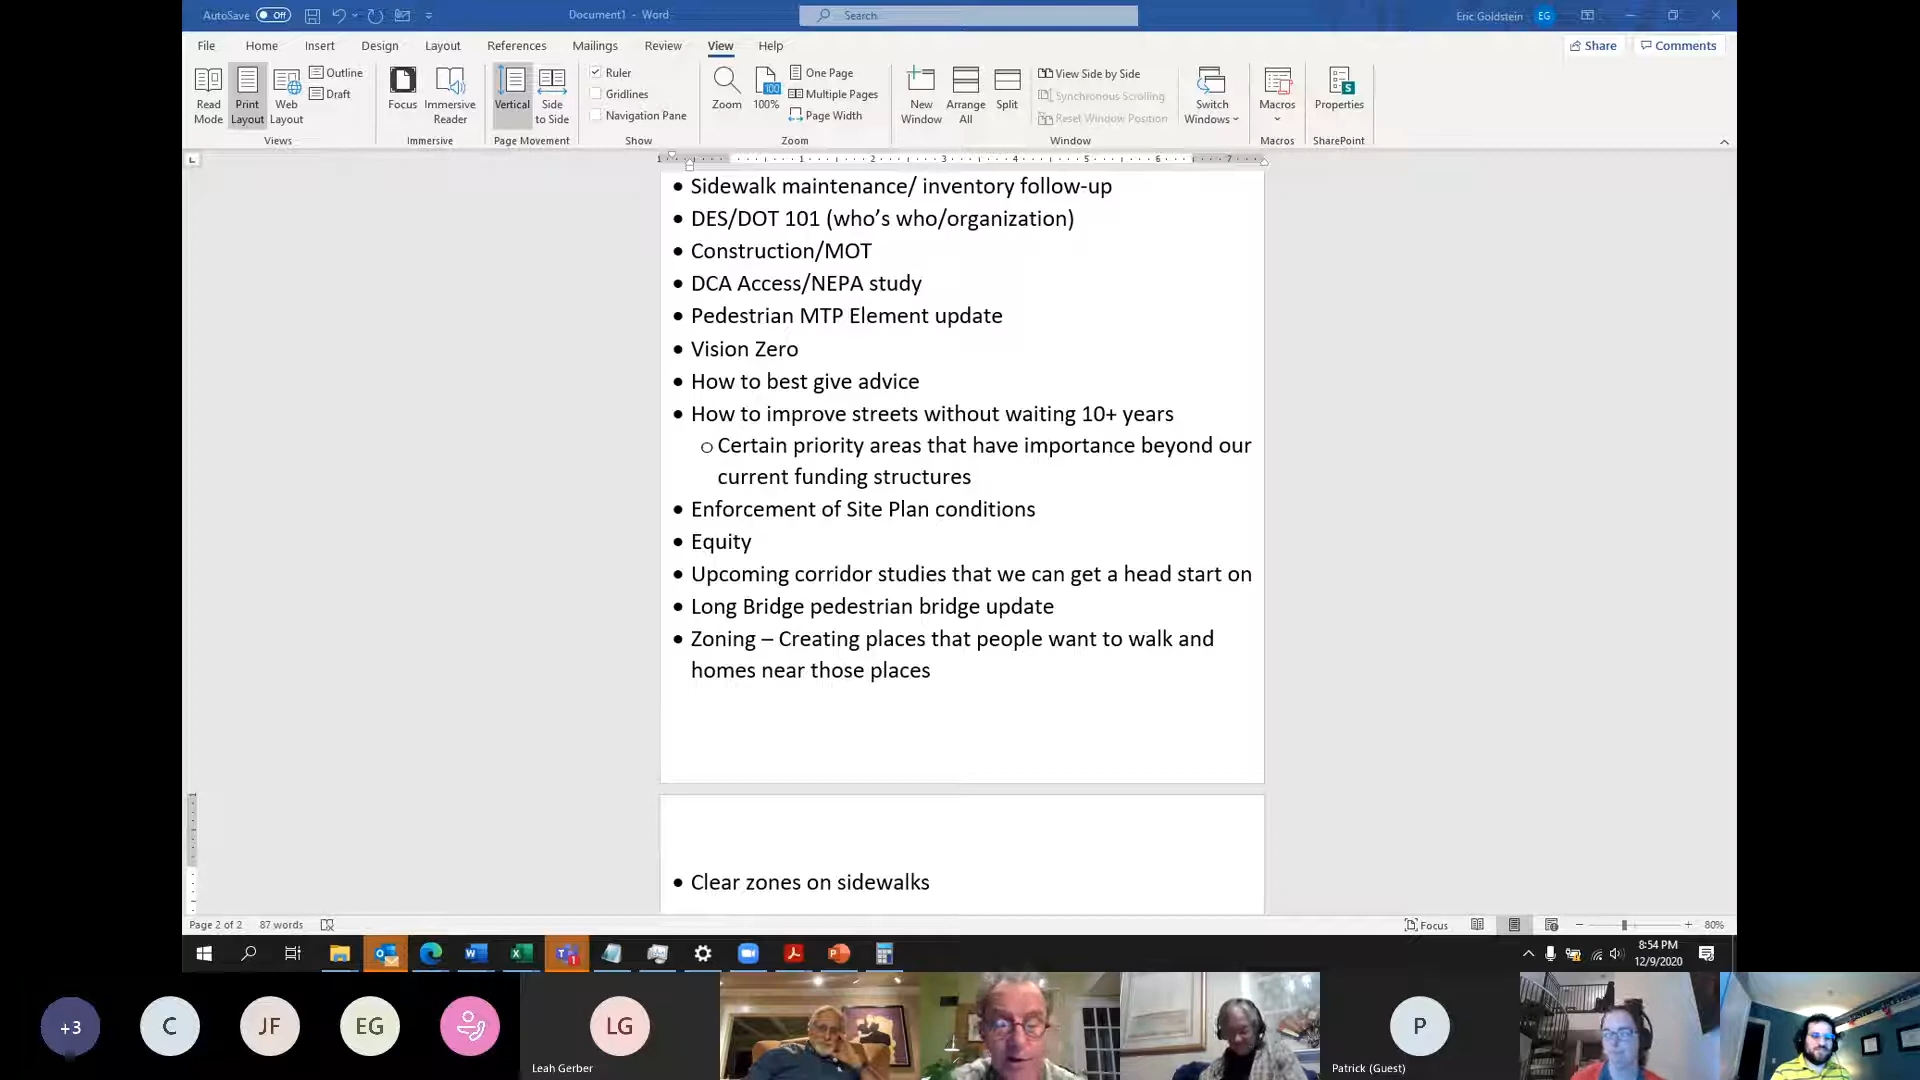 AutoSave Off
Document1 - Word
Search
Eric Goldstein EG
File Home Insert Design Layout References Mailings Review View Help
Share Comments
Read Mode
Print Layout
Web Layout
Outline
Draft
Views
Focus
Immersive Reader
Immersive
Vertical
Side to Side
Page Movement
Ruler
Gridlines
Navigation Pane
Show
Zoom
100
100%
One Page
Multiple Pages
Page Width
Zoom
New Window
Arrange All
Split
View Side by Side
Synchronous Scrolling
Reset Window Position
Window
Switch Windows
Macros
Macros
Properties
SharePoint
1 1 2 3 4 5 6 7
• Sidewalk maintenance/ inventory follow-up
• DES/DOT 101 (who’s who/organization)
• Construction/MOT
• DCA Access/NEPA study
• Pedestrian MTP Element update
• Vision Zero
• How to best give advice
• How to improve streets without waiting 10+ years
o Certain priority areas that have importance beyond our
current funding structures
• Enforcement of Site Plan conditions
• Equity
• Upcoming corridor studies that we can get a head start on
• Long Bridge pedestrian bridge update
• Zoning – Creating places that people want to walk and
homes near those places
• Clear zones on sidewalks
Page 2 of 2 87 words
Focus
80%
8:54 PM
12/9/2020
+3
C
JF
EG
LG
Leah Gerber
P
Patrick (Guest)